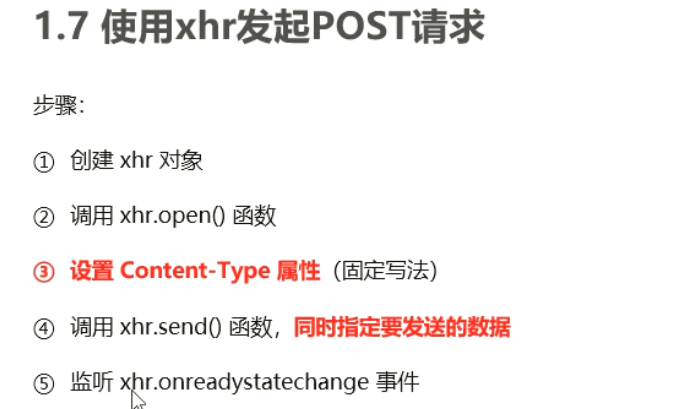 1.7 使用xhr发起POST请求
步骤：
① 创建 xhr 对象
② 调用 xhr.open() 函数
③ 设置 Content-Type 属性（固定写法）
④ 调用 xhr.send() 函数，同时指定要发送的数据
⑤ 监听 xhr.onreadystatechange 事件